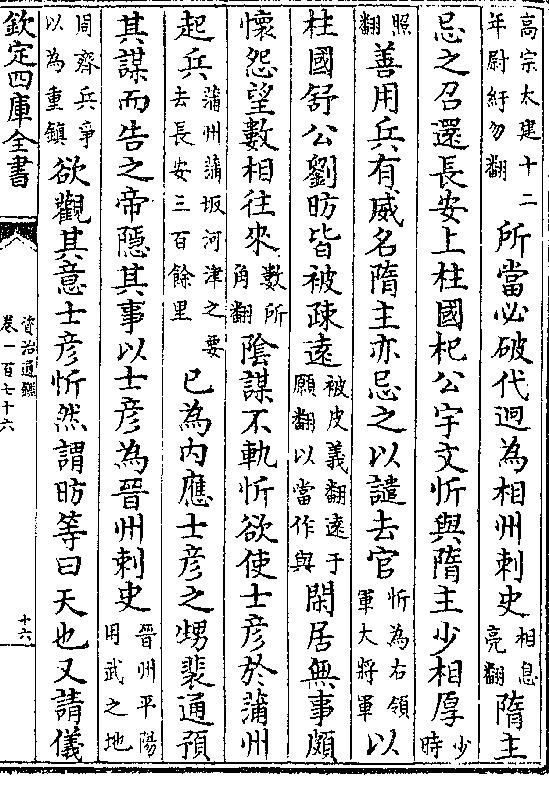 高宗太建十二年尉紆勿翻所當必破代迥為相州刺史相息亮翻隋主
忌之召還長安上柱國杞公宇文忻與隋主少相厚少時
照翻善用兵有威名隋主亦忌之以譴去官忻為右領軍大將軍以
柱國舒公劉昉皆被疎遠被皮義翻遠于願翻以當作與閑居無事頗
懷怨望數相往來數所角翻陰謀不軌忻欲使士彦於蒲州
起兵蒲州蒲坂河津之要去長安三百餘里已為内應士彦之甥裴通預
其謀而告之帝隱其事以士彦為晉州刺史晉州平陽用武之地
周齊兵爭以為重鎮欲觀其意士彦忻然謂昉等曰天也又請儀
欽定四庫全書
資治通鑑
卷一百七十六
十六